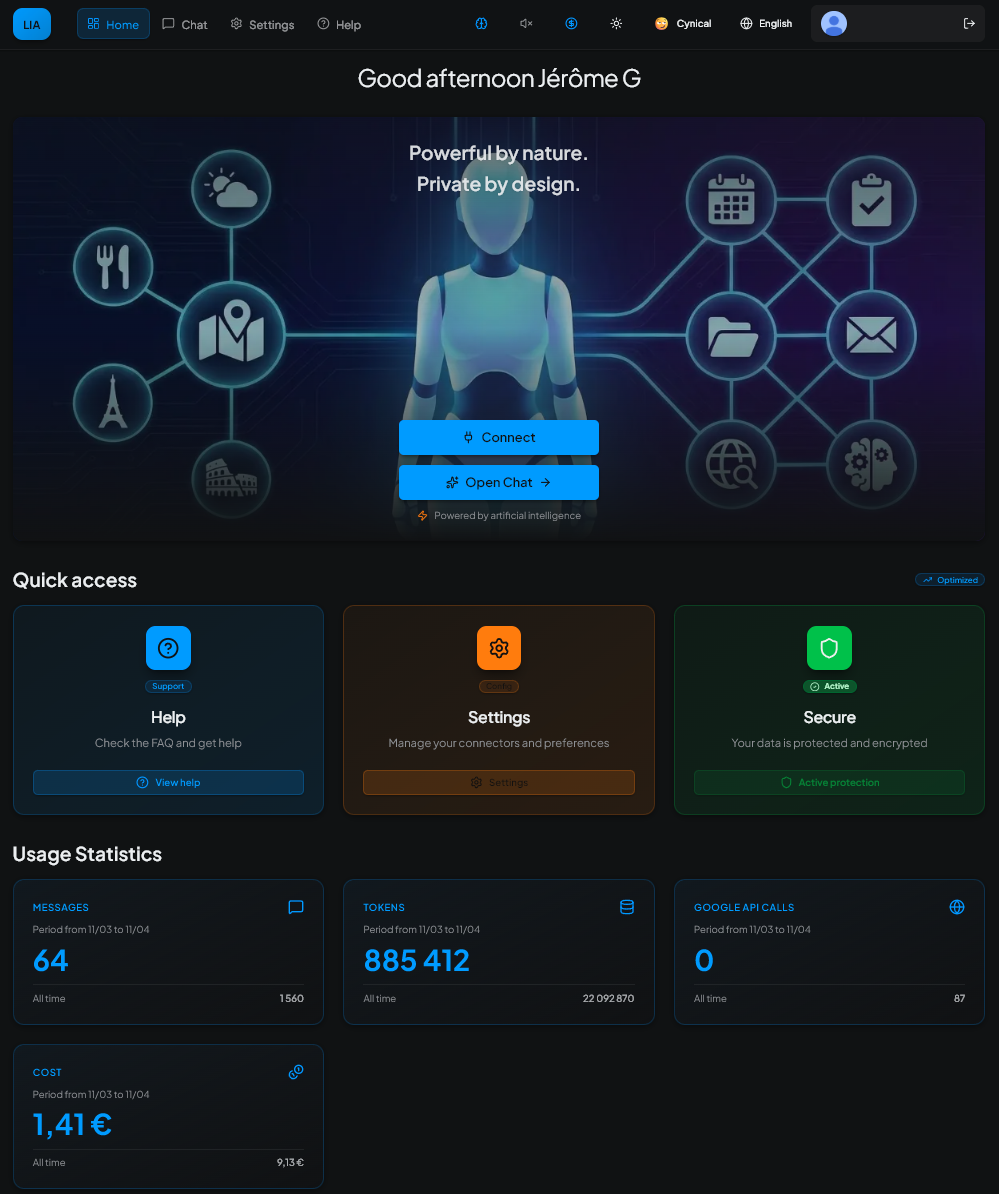 LIA
Home
Chat
Settings
Help
Cynical
English
Good afternoon Jérôme G
Powerful by nature.
Private by design.
Connect
Open Chat
Powered by artificial intelligence
Quick access
Optimized
Support
Config
Active
Help
Settings
Secure
Check the FAQ and get help
Manage your connectors and preferences
Your data is protected and encrypted
View help
Settings
Active protection
Usage Statistics
MESSAGES
Period from 11/03 to 11/04
64
All time
1 560
TOKENS
Period from 11/03 to 11/04
885 412
All time
22 092 870
GOOGLE API CALLS
Period from 11/03 to 11/04
0
All time
87
COST
Period from 11/03 to 11/04
1,41 €
All time
9,13 €